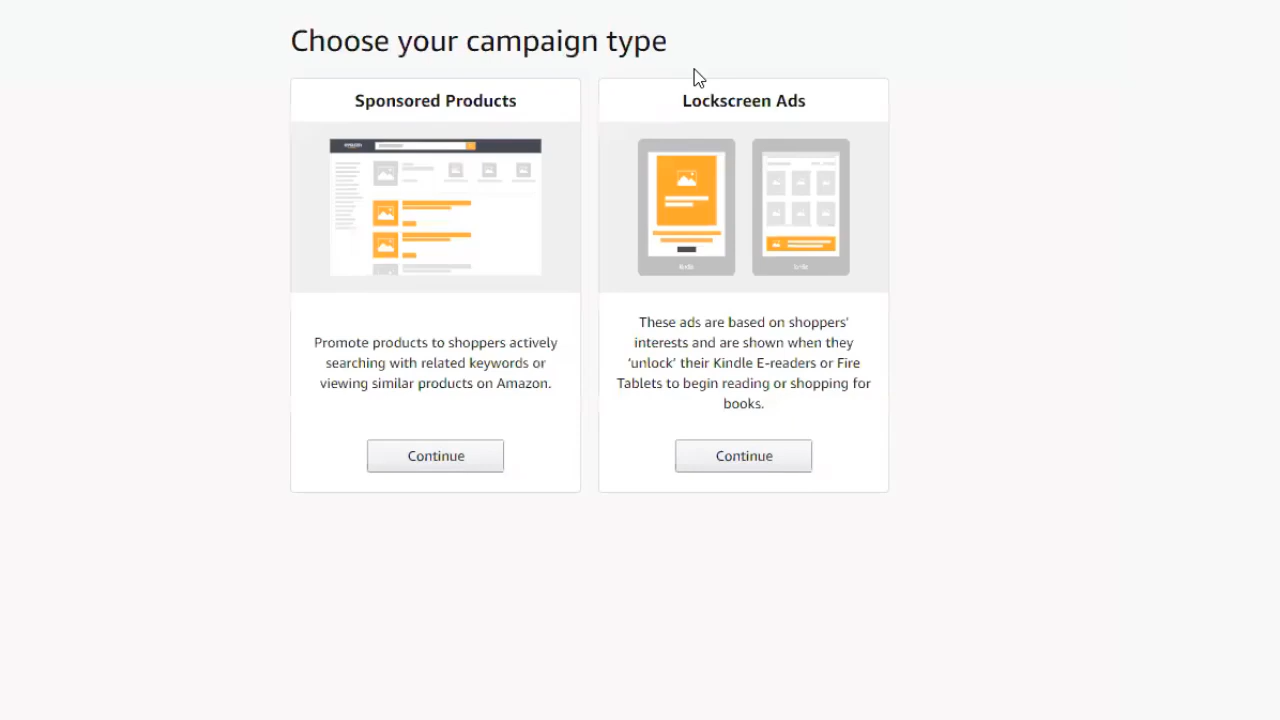 Choose your campaign type
Sponsored Products
amazon
Promote products to shoppers actively
searching with related keywords or
viewing similar products on Amazon.
Continue
Lockscreen Ads
These ads are based on shoppers'
interests and are shown when they
‘unlock’ their Kindle E-readers or Fire
Tablets to begin reading or shopping for
books.
Continue